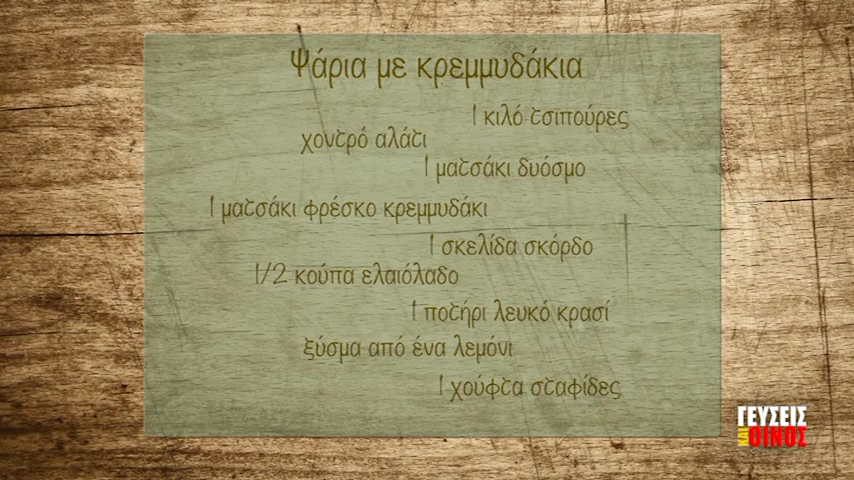 Ψάρια με κρεμμυδάκια
1 κιλό τσιπούρες
χοντρό αλάτι
1 ματσάκι δυόσμο
1 ματσάκι φρέσκο κρεμμυδάκι
1 σκελίδα σκόρδο
1/2 κούπα ελαιόλαδο
1 ποτήρι λευκό κρασί
ξύσμα από ένα λεμόνι
1 χούφτα σταφίδες
ΓΕΥΣΕΙΣ
ΚΑΙ ΟΙΝΟΣ